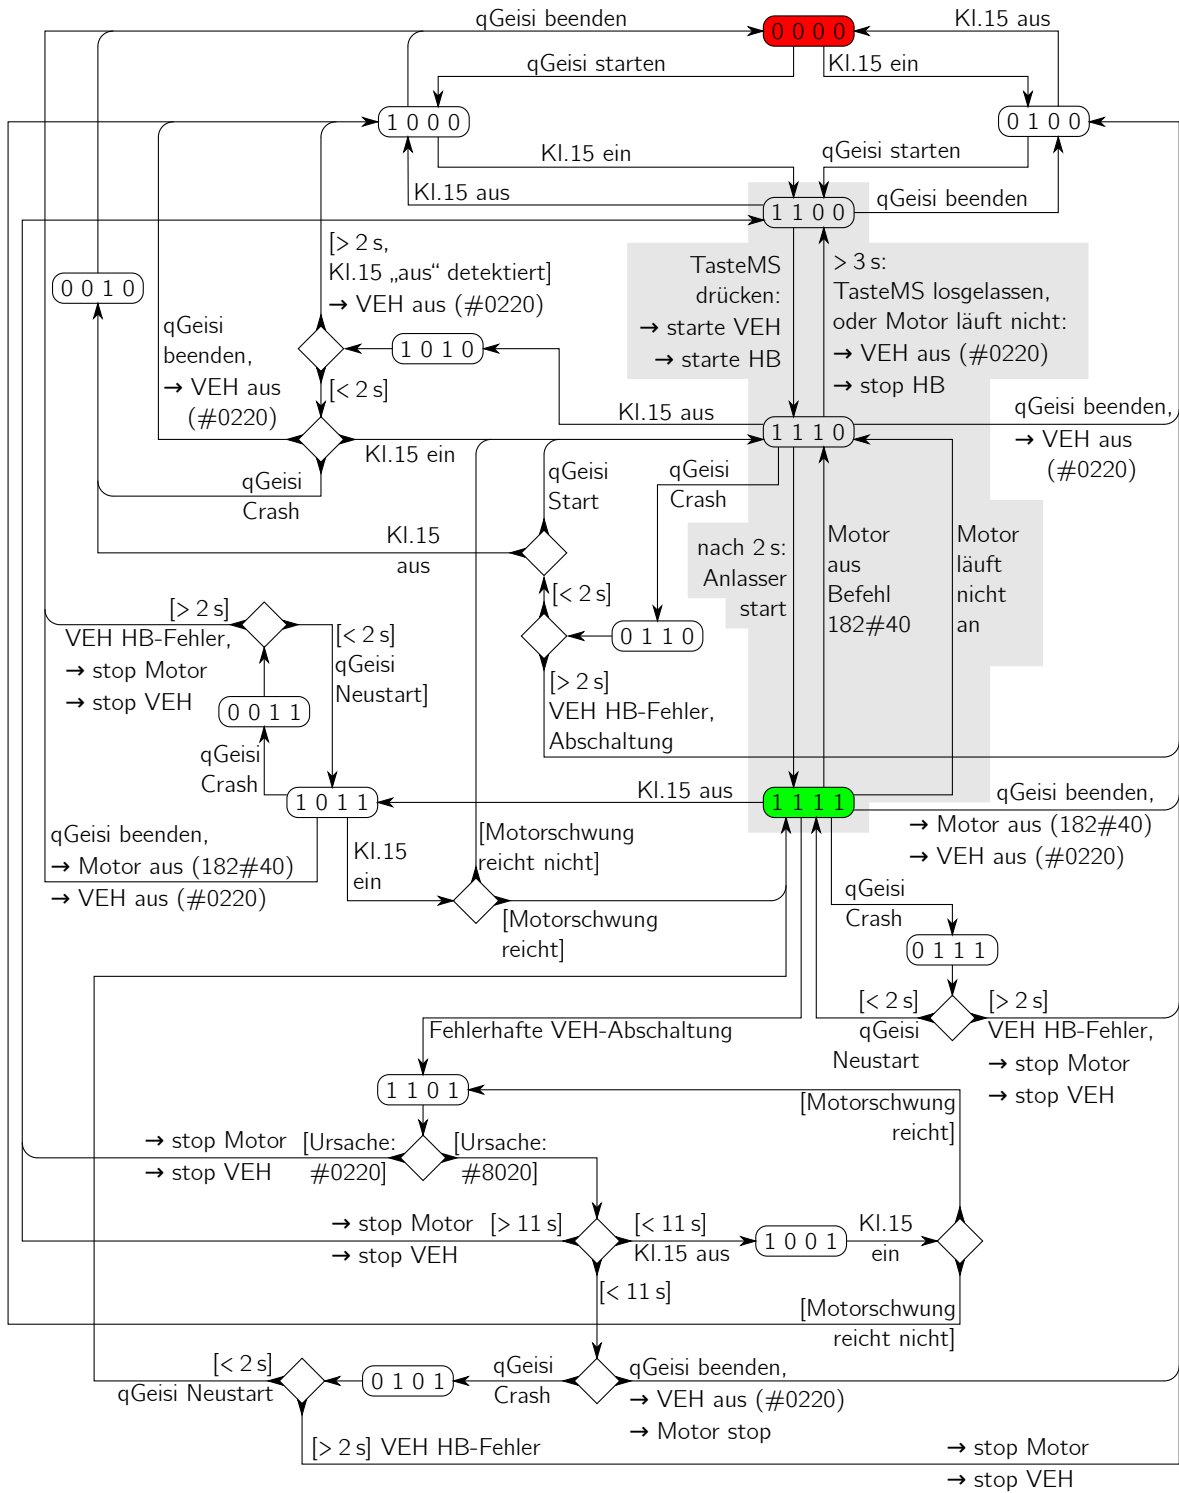 qGeisi beenden
0 0 0 0
Kl.15 aus
qGeisi starten
Kl.15 ein
1 0 0 0
0 1 0 0
Kl.15 ein
qGeisi starten
Kl.15 aus
1 1 0 0
qGeisi beenden
[> 2 s,
Kl.15 „aus“ detektiert]
→ VEH aus (#0220)
TasteMS
drücken:
→ starte VEH
→ starte HB
> 3 s:
TasteMS losgelassen,
oder Motor läuft nicht:
→ VEH aus (#0220)
→ stop HB
0 0 1 0
qGeisi
beenden,
→ VEH aus
(#0220)
1 0 1 0
[< 2 s]
Kl.15 aus
1 1 1 0
qGeisi beenden,
→ VEH aus
(#0220)
Kl.15 ein
qGeisi
Crash
qGeisi
Start
qGeisi
Crash
Kl.15
aus
nach 2 s:
Anlasser
start
Motor
aus
Befehl
182#40
Motor
läuft
nicht
an
[< 2 s]
0 1 1 0
[> 2 s]
VEH HB-Fehler,
→ stop Motor
→ stop VEH
[< 2 s]
qGeisi
Neustart]
[> 2 s]
VEH HB-Fehler,
Abschaltung
0 0 1 1
qGeisi
Crash
1 0 1 1
Kl.15 aus
1 1 1 1
qGeisi beenden,
→ Motor aus (182#40)
→ VEH aus (#0220)
qGeisi beenden,
→ Motor aus (182#40)
→ VEH aus (#0220)
Kl.15
ein
[Motorschwung
reicht nicht]
[Motorschwung
reicht]
qGeisi
Crash
0 1 1 1
[< 2 s]
qGeisi
Neustart
[> 2 s]
VEH HB-Fehler,
→ stop Motor
→ stop VEH
Fehlerhafte VEH-Abschaltung
1 1 0 1
[Motorschwung
reicht]
→ stop Motor
→ stop VEH
[Ursache:
#0220]
[Ursache:
#8020]
→ stop Motor
→ stop VEH
[> 11 s]
[< 11 s]
Kl.15 aus
1 0 0 1
Kl.15
ein
[< 11 s]
[Motorschwung
reicht nicht]
[< 2 s]
qGeisi Neustart
0 1 0 1
qGeisi
Crash
qGeisi beenden,
→ VEH aus (#0220)
→ Motor stop
[> 2 s] VEH HB-Fehler
→ stop Motor
→ stop VEH